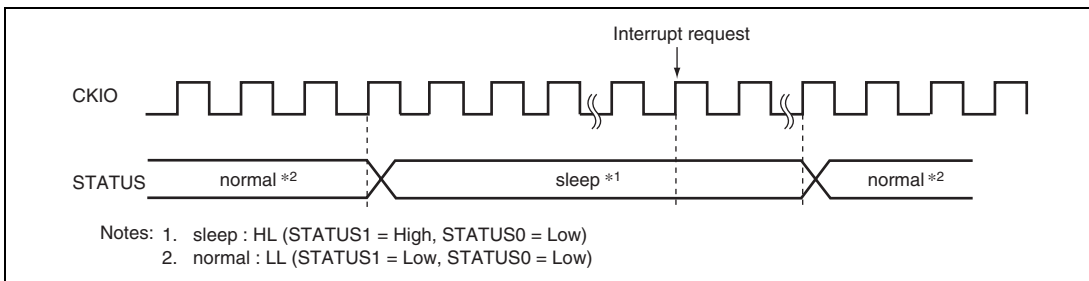 Interrupt request
CKIO
STATUS
normal *2
sleep *1
normal *2
Notes: 1. sleep : HL (STATUS1 = High, STATUS0 = Low)
2. normal : LL (STATUS1 = Low, STATUS0 = Low)